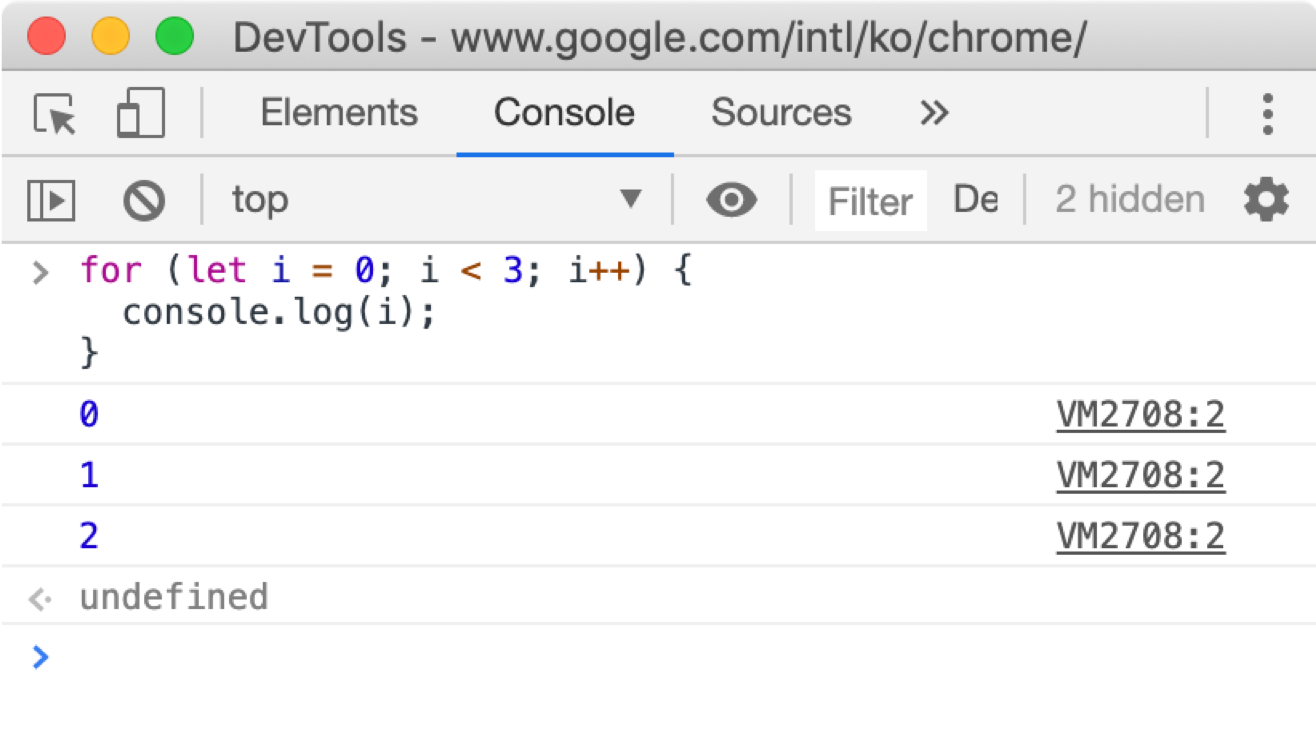 DevTools - www.google.com/intl/ko/chrome/
Elements Console Sources »
top ▼ Filter De 2 hidden
> for (let i = 0; i < 3; i++) {
  console.log(i);
}
0 VM2708:2
1 VM2708:2
2 VM2708:2
undefined
>